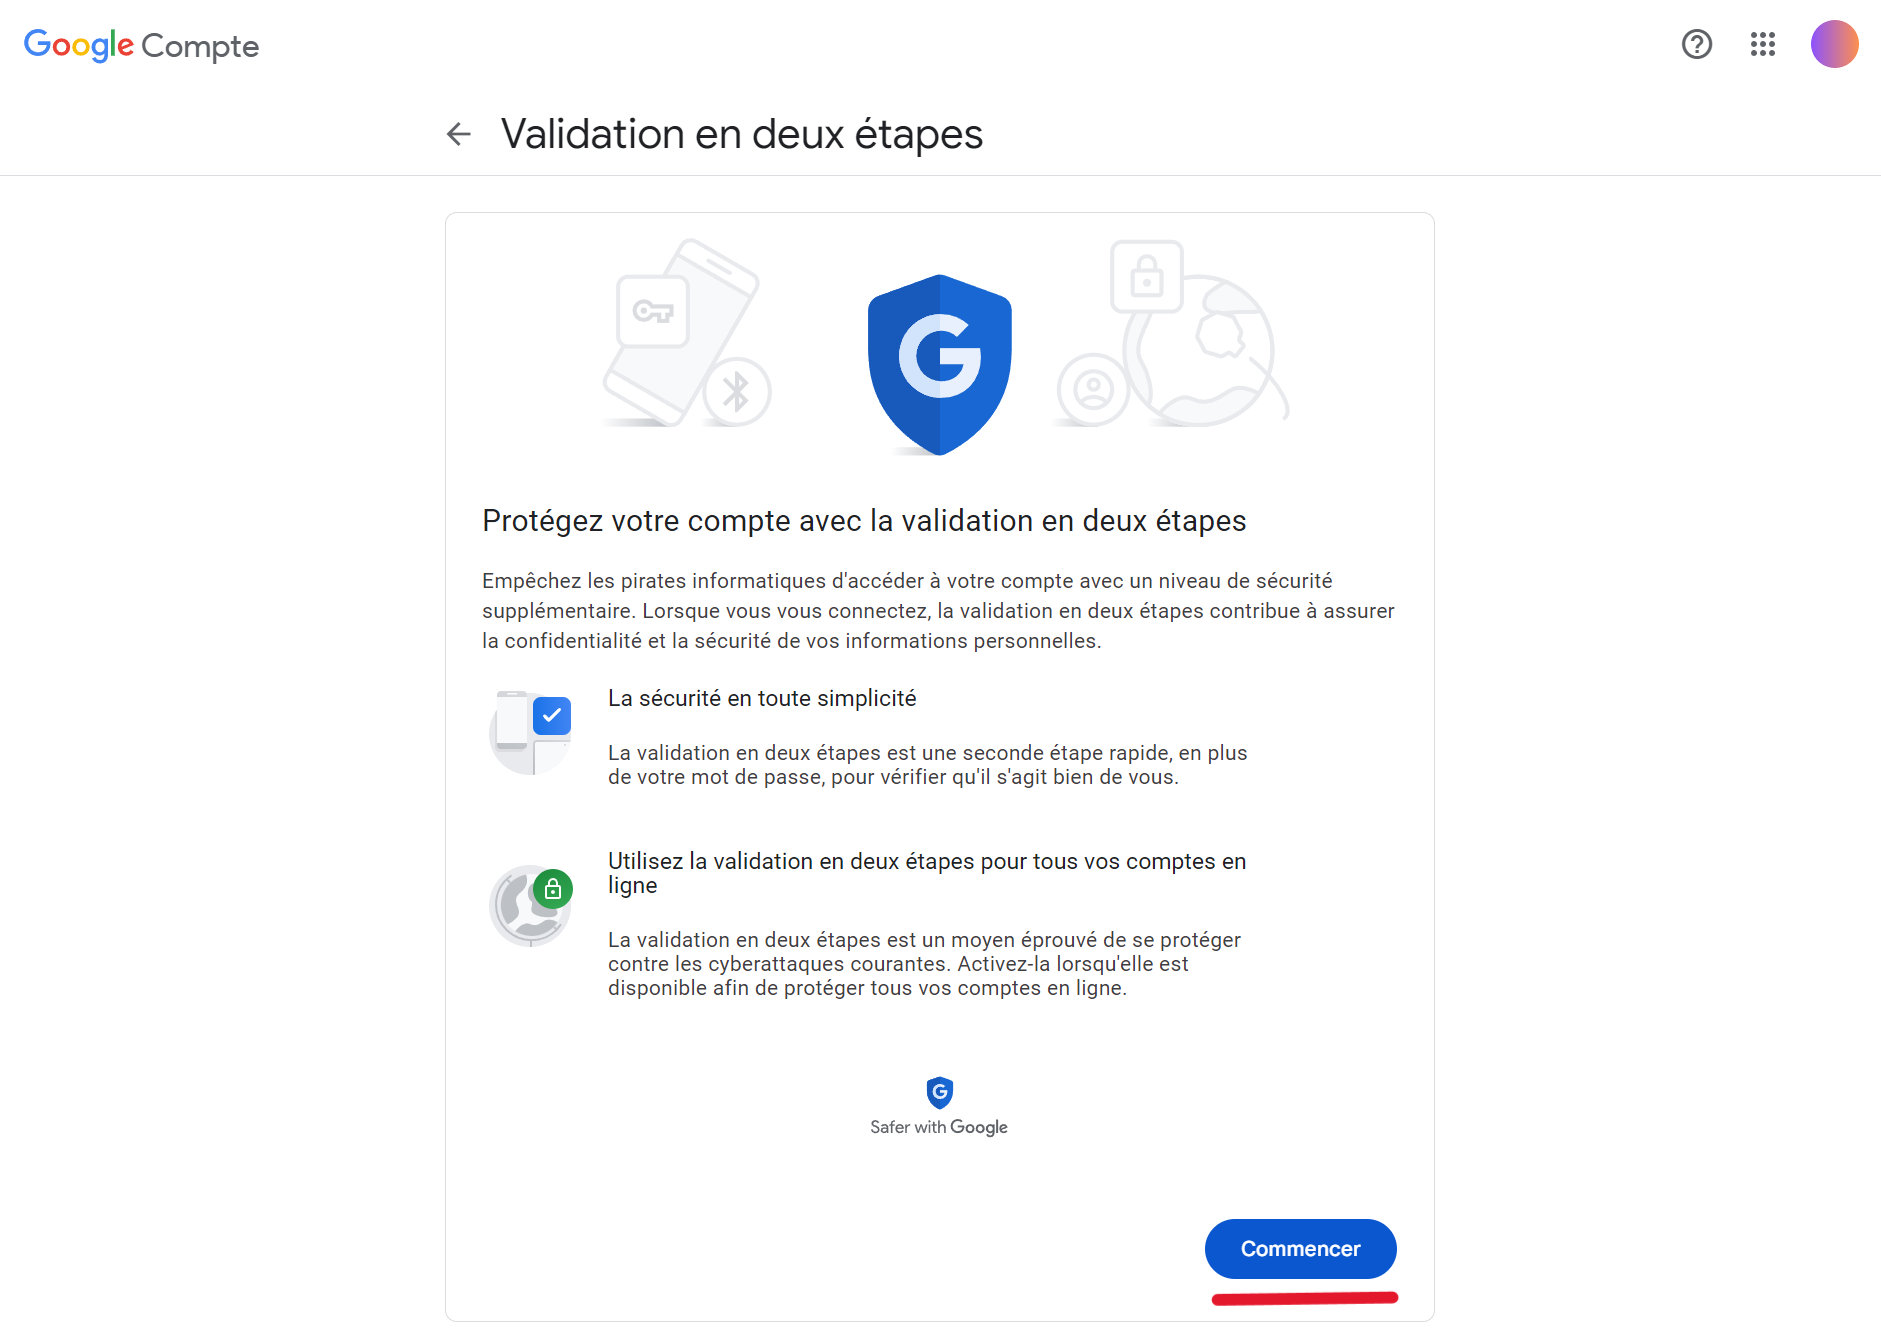 Google Compte
Validation en deux étapes
Protégez votre compte avec la validation en deux étapes
Empêchez les pirates informatiques d'accéder à votre compte avec un niveau de sécurité
supplémentaire. Lorsque vous vous connectez, la validation en deux étapes contribue à assurer
la confidentialité et la sécurité de vos informations personnelles.
La sécurité en toute simplicité
La validation en deux étapes est une seconde étape rapide, en plus
de votre mot de passe, pour vérifier qu'il s'agit bien de vous.
Utilisez la validation en deux étapes pour tous vos comptes en
ligne
La validation en deux étapes est un moyen éprouvé de se protéger
contre les cyberattaques courantes. Activez-la lorsqu'elle est
disponible afin de protéger tous vos comptes en ligne.
Safer with Google
Commencer